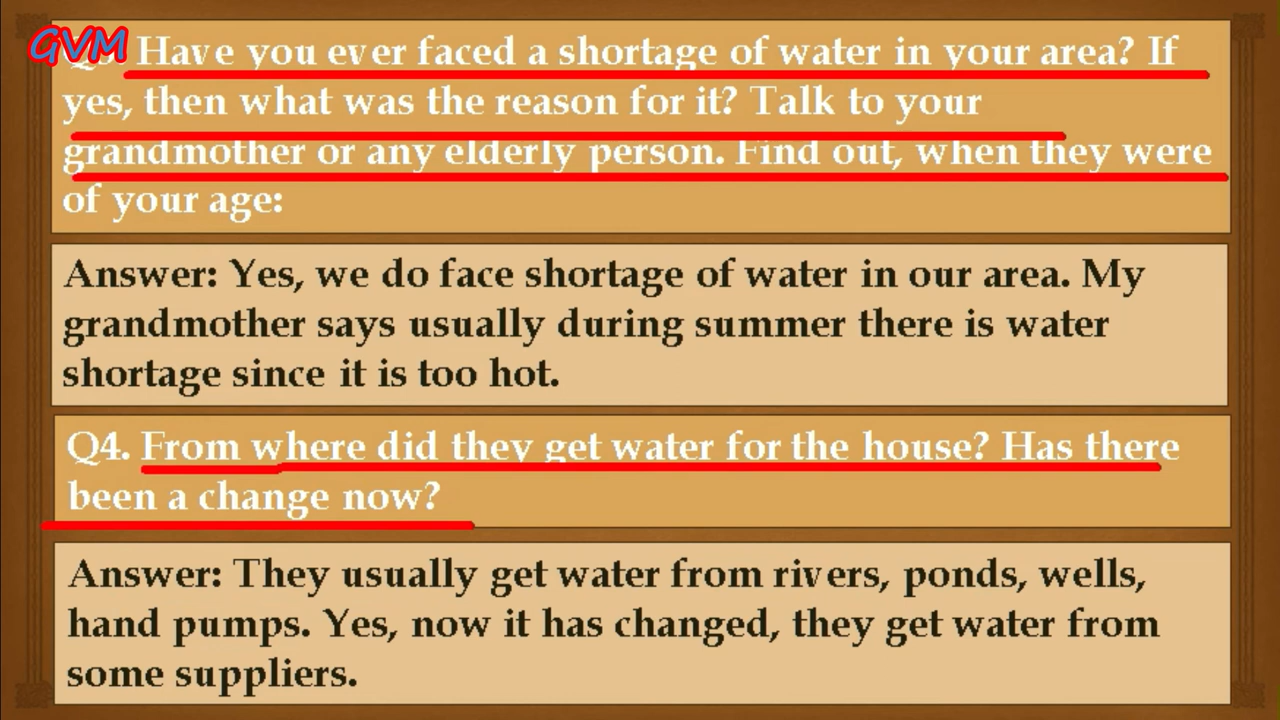 GVM
Have you ever faced a shortage of water in your area? If
yes, then what was the reason for it? Talk to your
grandmother or any elderly person. Find out, when they were
of your age:
Answer: Yes, we do face shortage of water in our area. My
grandmother says usually during summer there is water
shortage since it is too hot.
Q4. From where did they get water for the house? Has there
been a change now?
Answer: They usually get water from rivers, ponds, wells,
hand pumps. Yes, now it has changed, they get water from
some suppliers.